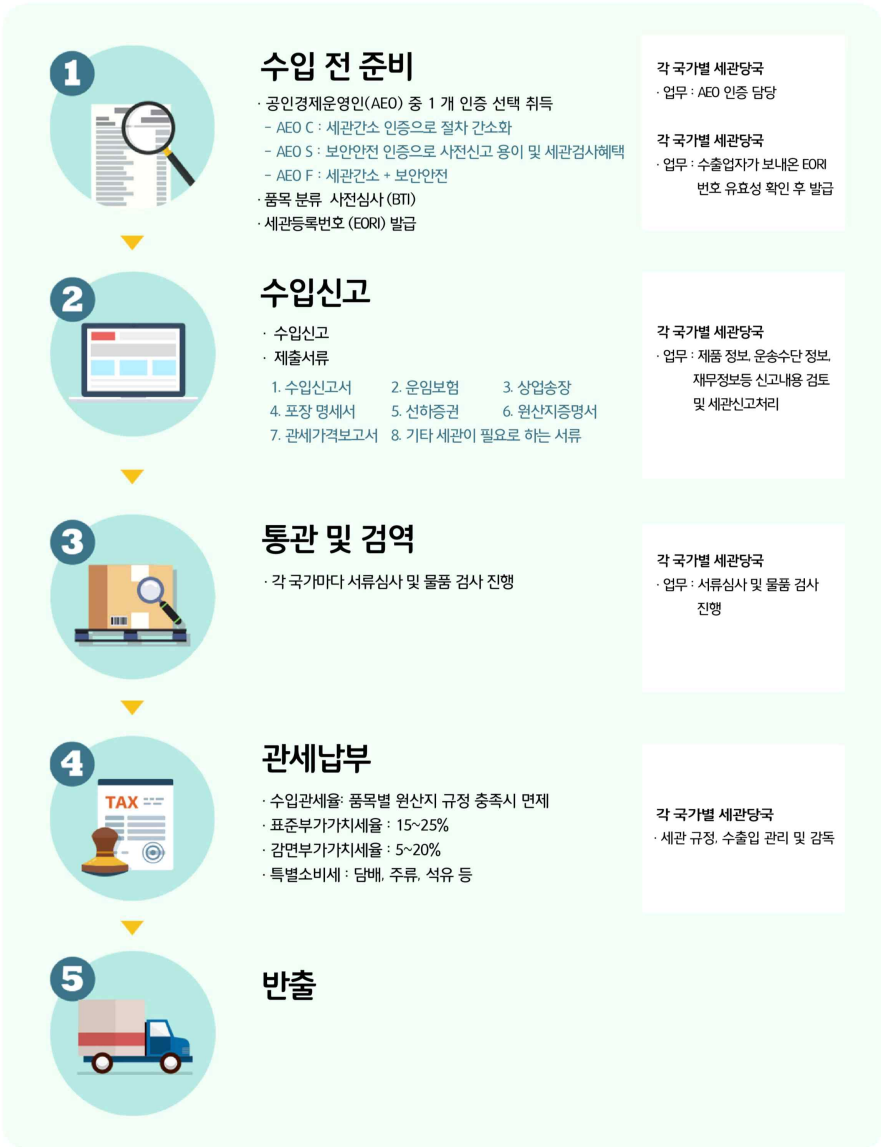 1
수입 전 준비
· 공인경제운영인(AEO) 중 1 개 인증 선택 취득
- AEO C : 세관간소 인증으로 절차 간소화
- AEO S : 보안안전 인증으로 사전신고 용이 및 세관검사혜택
- AEO F : 세관간소 + 보안안전
· 품목 분류 사전심사 (BTI)
· 세관등록번호 (EORI) 발급
각 국가별 세관당국
· 업무 : AEO 인증 담당
각 국가별 세관당국
· 업무 : 수출업자가 보내온 EORI
번호 유효성 확인 후 발급
2
수입신고
· 수입신고
· 제출서류
1. 수입신고서 2. 운임보험 3. 상업송장
4. 포장 명세서 5. 선하증권 6. 원산지증명서
7. 관세가격보고서 8. 기타 세관이 필요로 하는 서류
각 국가별 세관당국
· 업무 : 제품 정보, 운송수단 정보,
재무정보등 신고내용 검토
및 세관신고처리
3
통관 및 검역
· 각 국가마다 서류심사 및 물품 검사 진행
각 국가별 세관당국
· 업무 : 서류심사 및 물품 검사
진행
4
TAX
관세납부
· 수입관세율: 품목별 원산지 규정 충족시 면제
· 표준부가가치세율 : 15~25%
· 감면부가가치세율 : 5~20%
· 특별소비세 : 담배, 주류, 석유 등
각 국가별 세관당국
· 세관 규정, 수출입 관리 및 감독
5
반출